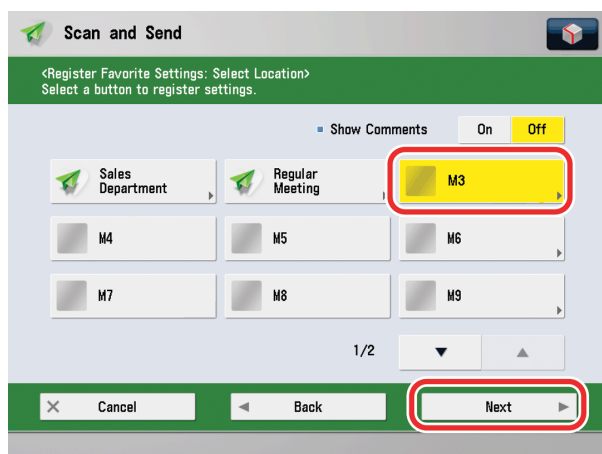 Scan and Send
<Register Favorite Settings: Select Location>
Select a button to register settings.
Show Comments On Off
Sales
Department
Regular
Meeting
M3
M4 M5 M6
M7 M8 M9
1/2
Cancel Back Next